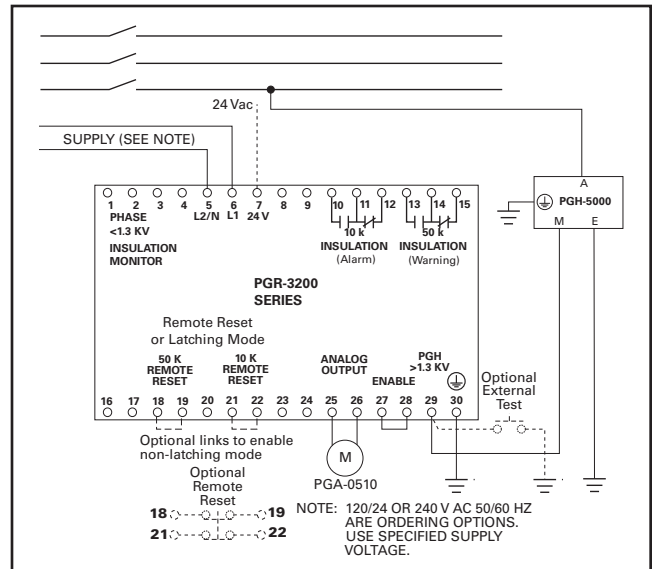 24 Vac
SUPPLY (SEE NOTE)
A
PGH-5000
M E
1 2 3 4 5 6 7 8 9 10 11 12 13 14 15
PHASE
<1.3 KV
L2/N L1 24 V
INSULATION
MONITOR
10 k
INSULATION
(Alarm)
50 k
INSULATION
(Warning)
PGR-3200
SERIES
Remote Reset
or Latching Mode
50 K
REMOTE
RESET
10 K
REMOTE
RESET
ANALOG
OUTPUT
ENABLE
PGH
>1.3 KV
16 17 18 19 20 21 22 23 24 25 26 27 28 29 30
Optional
External
Test
Optional links to enable
non-latching mode
M
PGA-0510
Optional
Remote
Reset
18 19
21 22
NOTE: 120/24 OR 240 V AC 50/60 HZ
ARE ORDERING OPTIONS.
USE SPECIFIED SUPPLY
VOLTAGE.